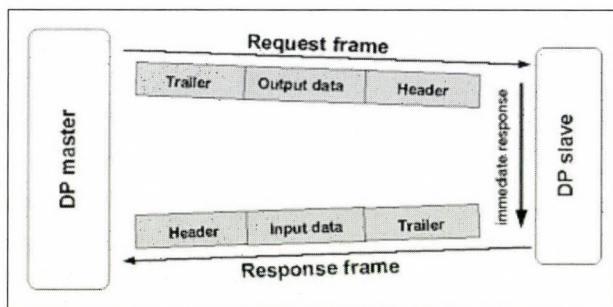 Request frame
Trailer Output data Header
DP master
immediate response
DP slave
Header Input data Trailer
Response frame